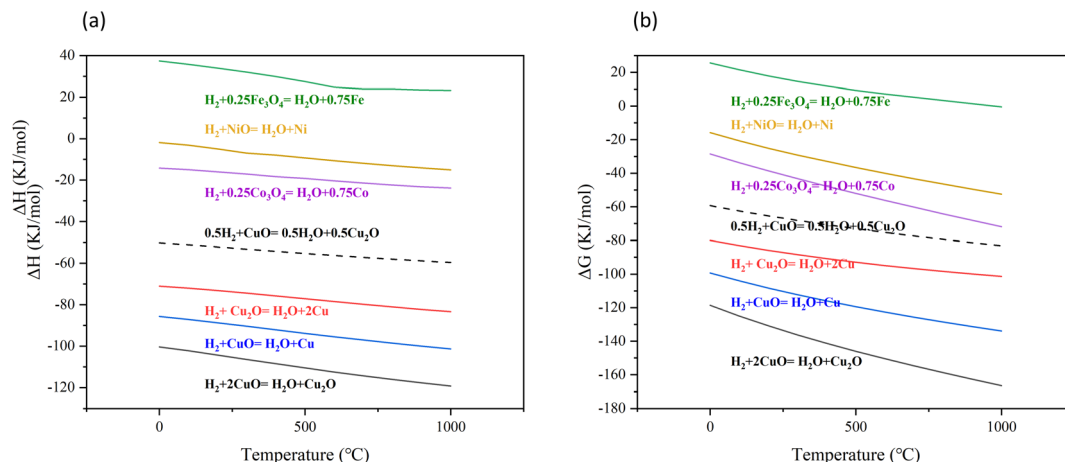 (a)
40
20
0
-20
-40
-60
-80
-100
-120
ΔH (KJ/mol)
ΔH (KJ/mol)
H₂+0.25Fe₃O₄= H₂O+0.75Fe
H₂+NiO= H₂O+Ni
H₂+0.25Co₃O₄= H₂O+0.75Co
0.5H₂+CuO= 0.5H₂O+0.5Cu₂O
H₂+ Cu₂O= H₂O+2Cu
H₂+CuO= H₂O+Cu
H₂+2CuO= H₂O+Cu₂O
0
500
1000
Temperature (℃)
(b)
20
0
-20
-40
-60
-80
-100
-120
-140
-160
-180
ΔG (KJ/mol)
H₂+0.25Fe₃O₄= H₂O+0.75Fe
H₂+NiO= H₂O+Ni
H₂+0.25Co₃O₄= H₂O+0.75Co
0.5H₂+CuO= 0.5H₂O+0.5Cu₂O
H₂+ Cu₂O= H₂O+2Cu
H₂+CuO= H₂O+Cu
H₂+2CuO= H₂O+Cu₂O
0
500
1000
Temperature (℃)